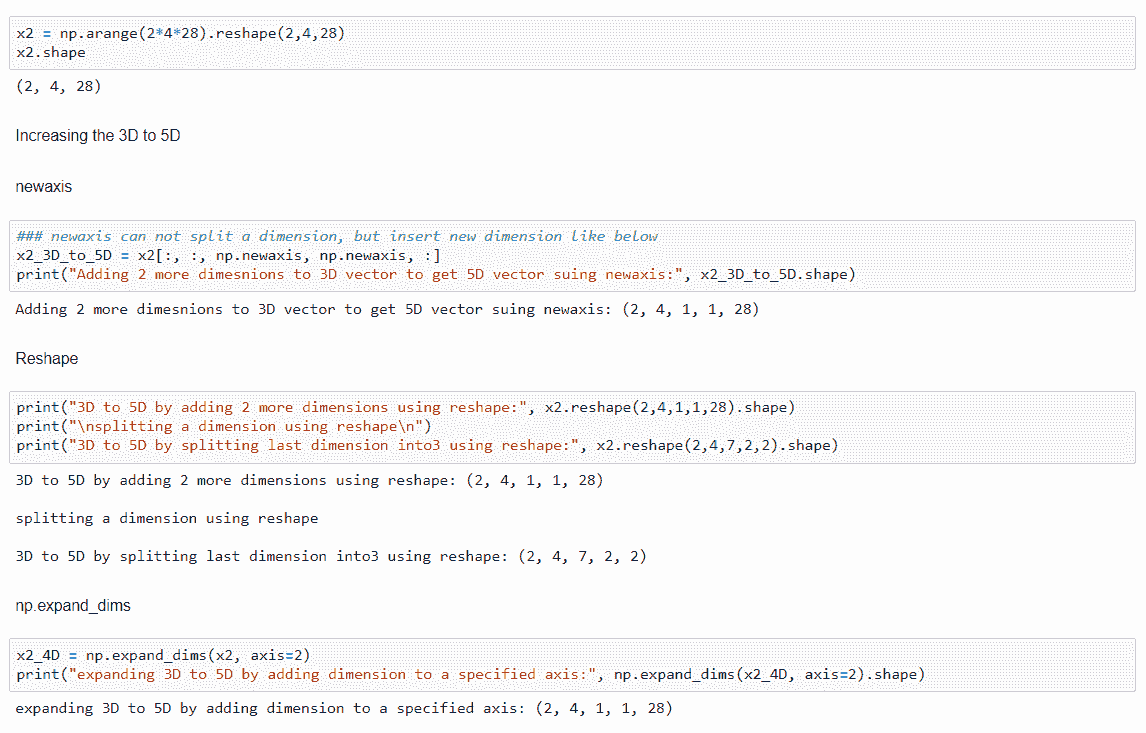 x2 = np.arange(2*4*28).reshape(2,4,28)
x2.shape
(2, 4, 28)
Increasing the 3D to 5D
newaxis
### newaxis can not split a dimension, but insert new dimension like below
x2_3D_to_5D = x2[:, :, np.newaxis, np.newaxis, :]
print("Adding 2 more dimesnions to 3D vector to get 5D vector suing newaxis:", x2_3D_to_5D.shape)
Adding 2 more dimesnions to 3D vector to get 5D vector suing newaxis: (2, 4, 1, 1, 28)
Reshape
print("3D to 5D by adding 2 more dimensions using reshape:", x2.reshape(2,4,1,1,28).shape)
print("\nsplitting a dimension using reshape\n")
print("3D to 5D by splitting last dimension into3 using reshape:", x2.reshape(2,4,7,2,2).shape)
3D to 5D by adding 2 more dimensions using reshape: (2, 4, 1, 1, 28)
splitting a dimension using reshape
3D to 5D by splitting last dimension into3 using reshape: (2, 4, 7, 2, 2)
np.expand_dims
x2_4D = np.expand_dims(x2, axis=2)
print("expanding 3D to 5D by adding dimension to a specified axis:", np.expand_dims(x2_4D, axis=2).shape)
expanding 3D to 5D by adding dimension to a specified axis: (2, 4, 1, 1, 28)